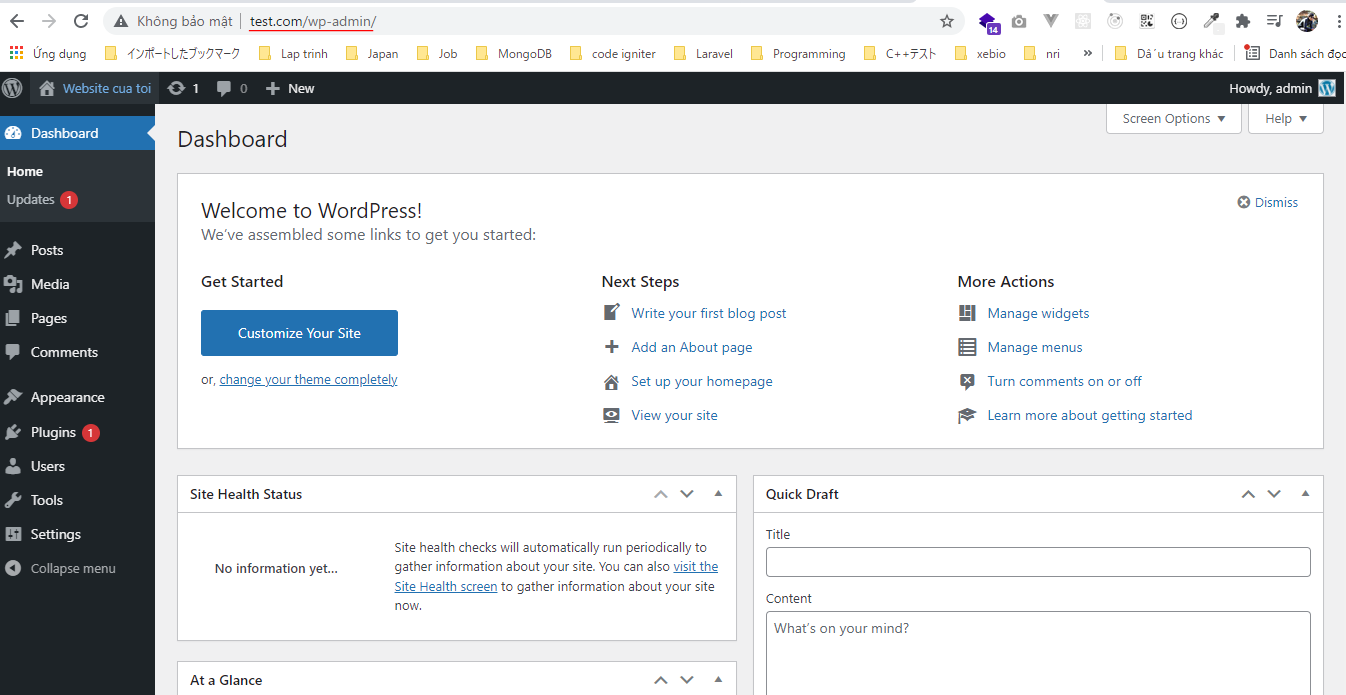 Không bảo mật test.com/wp-admin/
14
Ứng dụng インポートしたブックマーク Lap trinh Japan Job MongoDB code igniter Laravel Programming C++テスト xebio nri » Dấu trang khác Danh sách đọc
Website cua toi 1 0 New Howdy, admin
Dashboard
Home
Updates 1
Posts
Media
Pages
Comments
Appearance
Plugins 1
Users
Tools
Settings
Collapse menu
Screen Options Help
Dashboard
Welcome to WordPress!
Dismiss
We've assembled some links to get you started:
Get Started
Customize Your Site
or, change your theme completely
Next Steps
Write your first blog post
Add an About page
Set up your homepage
View your site
More Actions
Manage widgets
Manage menus
Turn comments on or off
Learn more about getting started
Site Health Status
No information yet...
Site health checks will automatically run periodically to
gather information about your site. You can also visit the
Site Health screen to gather information about your site
now.
At a Glance
Quick Draft
Title
Content
What's on your mind?